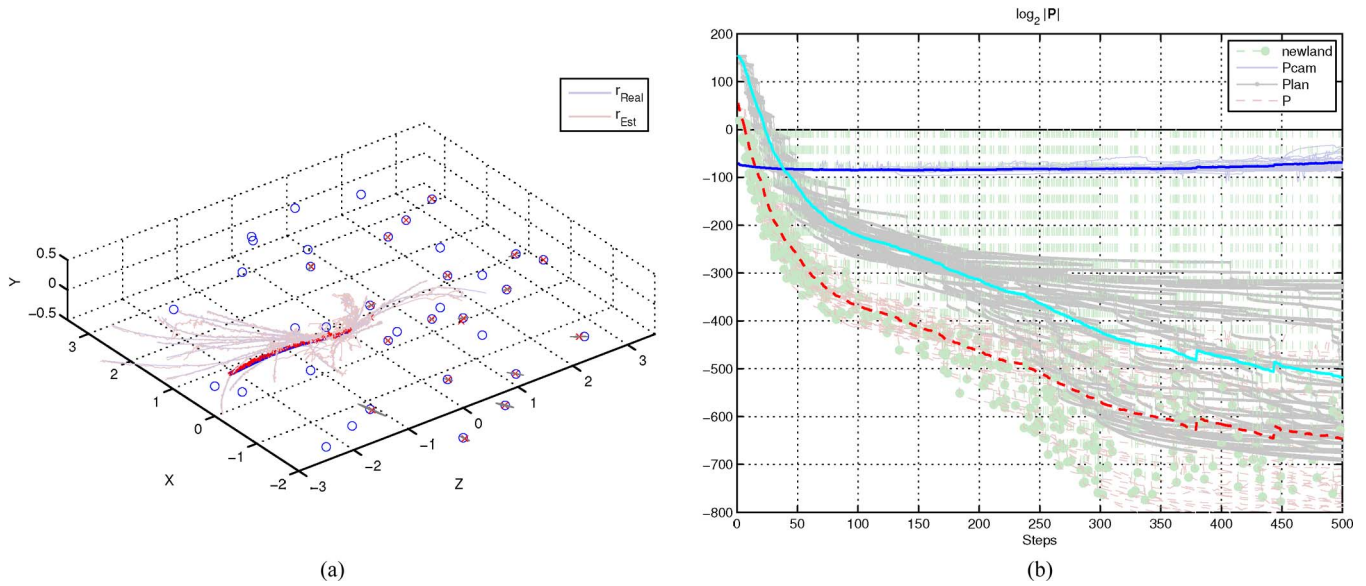 r_Real
r_Est
0.5
0
−0.5
Y
3
2
1
0
−1
−2
X
−3
−2
−1
0
1
2
3
Z
(a)
log2 |P|
newland
Pcam
Plan
P
200
100
0
−100
−200
−300
−400
−500
−600
−700
−800
0 50 100 150 200 250 300 350 400 450 500
Steps
(b)